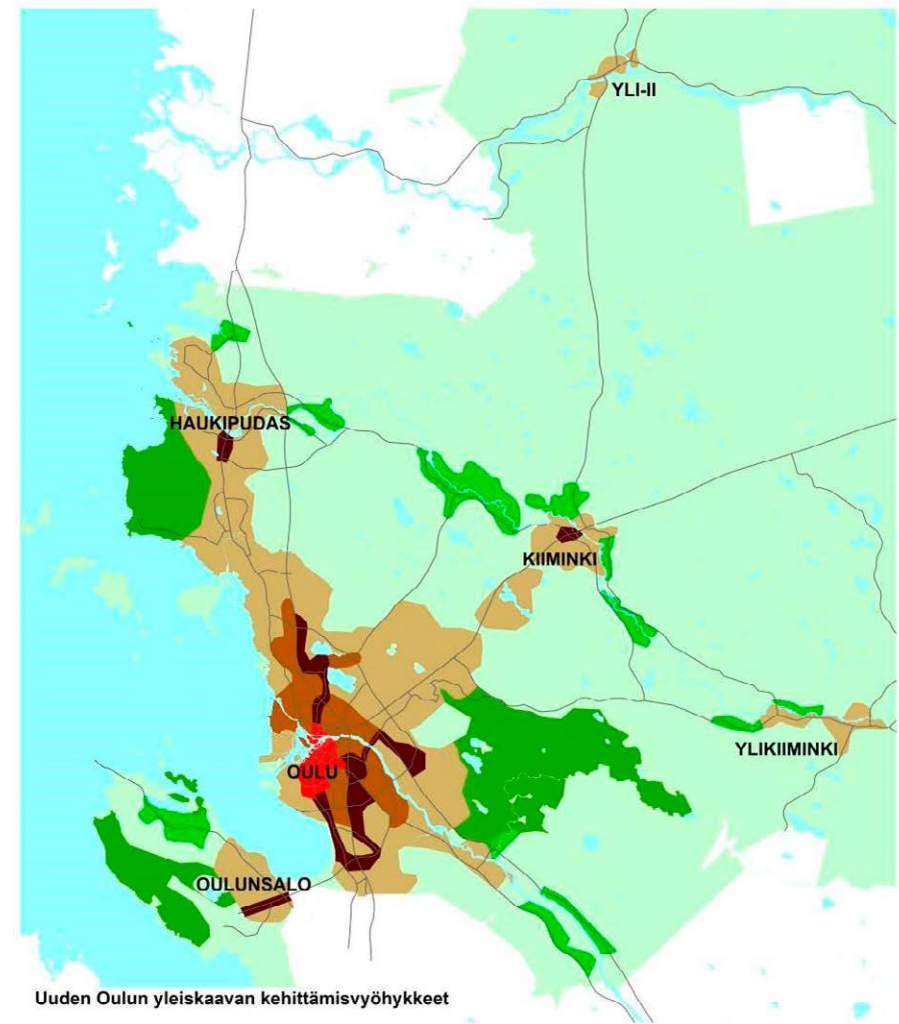 YLI-II
HAUKIPUDAS
KIIMINKI
YLIKIIMINKI
OULU
OULUNSALO
Uuden Oulun yleiskaavan kehittämisvyöhykkeet